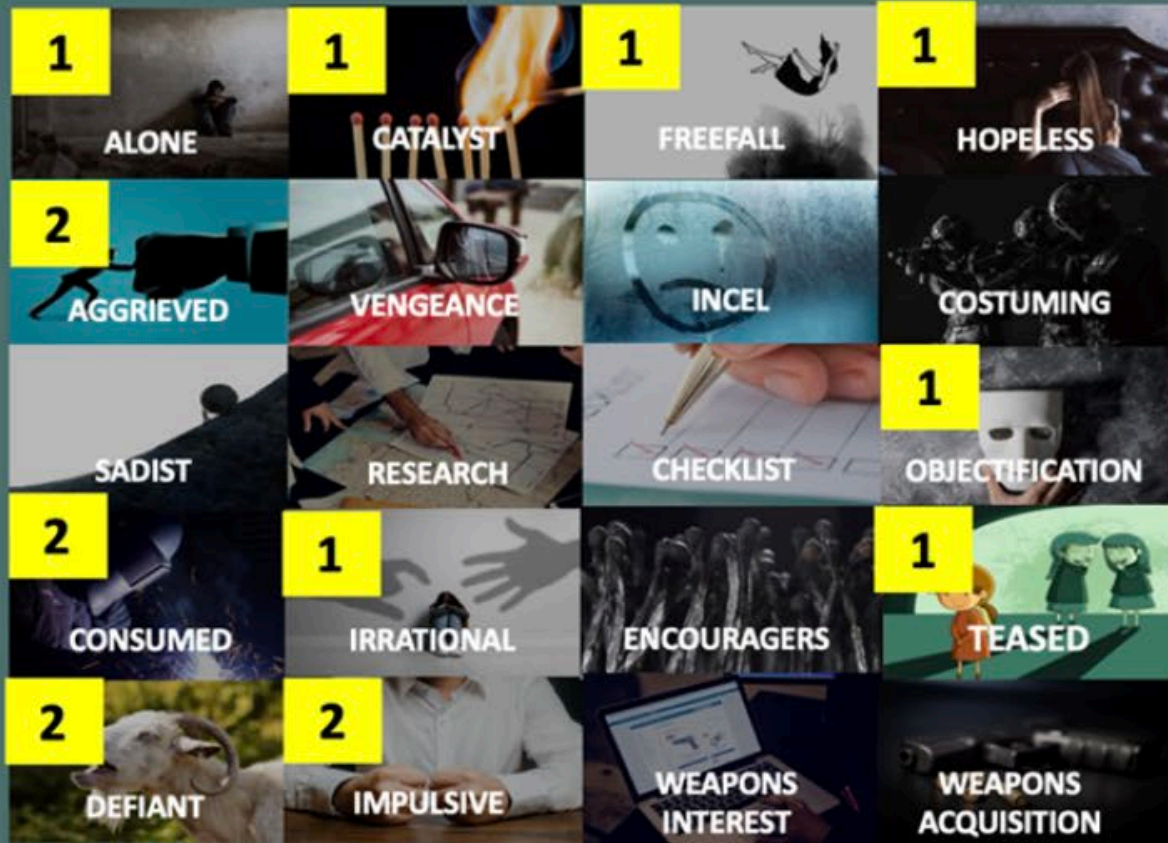 1
ALONE
1
CATALYST
1
FREEFALL
1
HOPELESS
2
AGGRIEVED
VENGEANCE
INCEL
COSTUMING
SADIST
RESEARCH
CHECKLIST
1
OBJECTIFICATION
2
CONSUMED
1
IRRATIONAL
ENCOURAGERS
1
TEASED
2
DEFIANT
2
IMPULSIVE
WEAPONS
INTEREST
WEAPONS
ACQUISITION